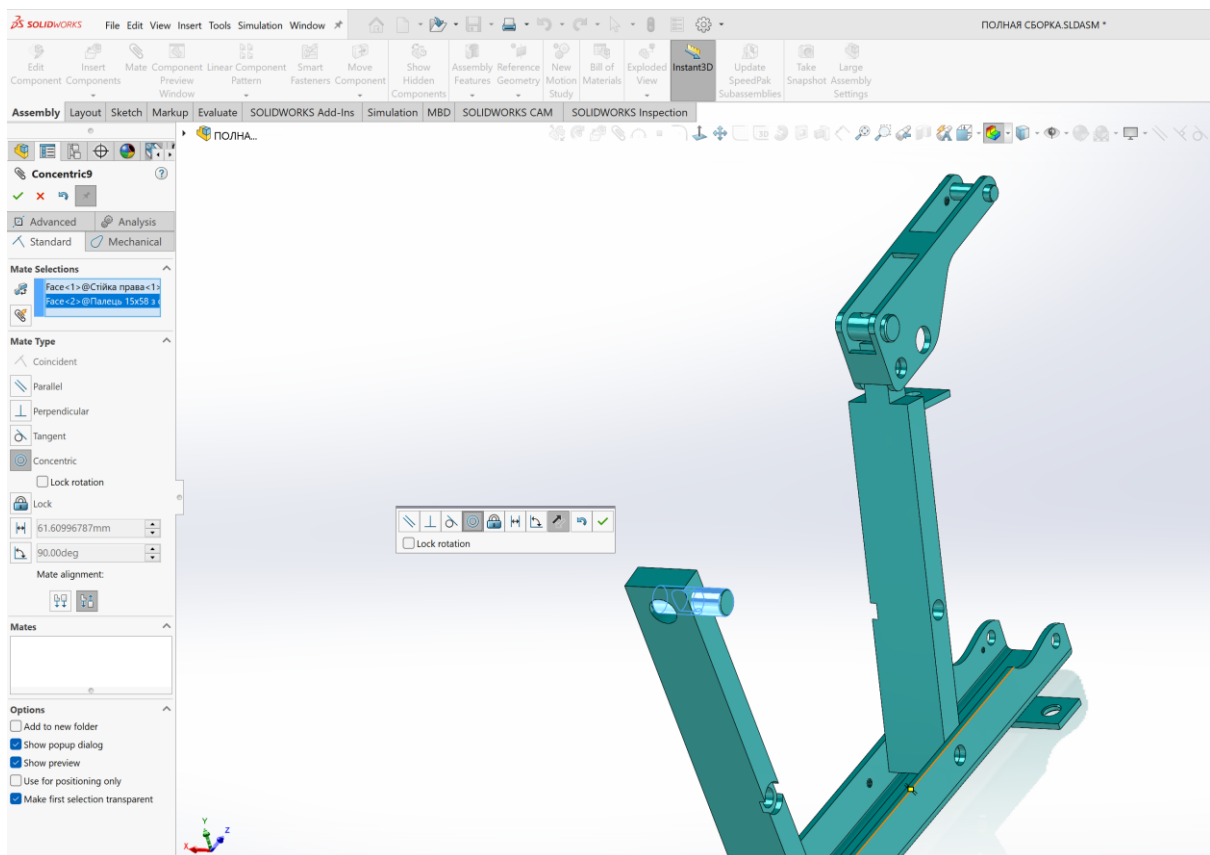 SOLIDWORKS File Edit View Insert Tools Simulation Window ПОЛНАЯ СБОРКА.SLDASM *
Edit Component
Insert Components
Mate
Component Preview Window
Linear Component Pattern
Smart Fasteners
Move Component
Show Hidden Components
Assembly Features
Reference Geometry
New Motion Study
Bill of Materials
Exploded View
Instant3D
Update SpeedPak Subassemblies
Take Snapshot
Large Assembly Settings
Assembly Layout Sketch Markup Evaluate SOLIDWORKS Add-Ins Simulation MBD SOLIDWORKS CAM SOLIDWORKS Inspection
ПОЛНА...
Concentric9
Advanced Analysis
Standard Mechanical
Mate Selections
Face<1>@Стійка права<1>
Face<2>@Палець 15x58 з
Mate Type
Coincident
Parallel
Perpendicular
Tangent
Concentric
Lock rotation
Lock
61.60996787mm
90.00deg
Mate alignment:
Mates
Options
Add to new folder
Show popup dialog
Show preview
Use for positioning only
Make first selection transparent
Lock rotation
Y
Z
X